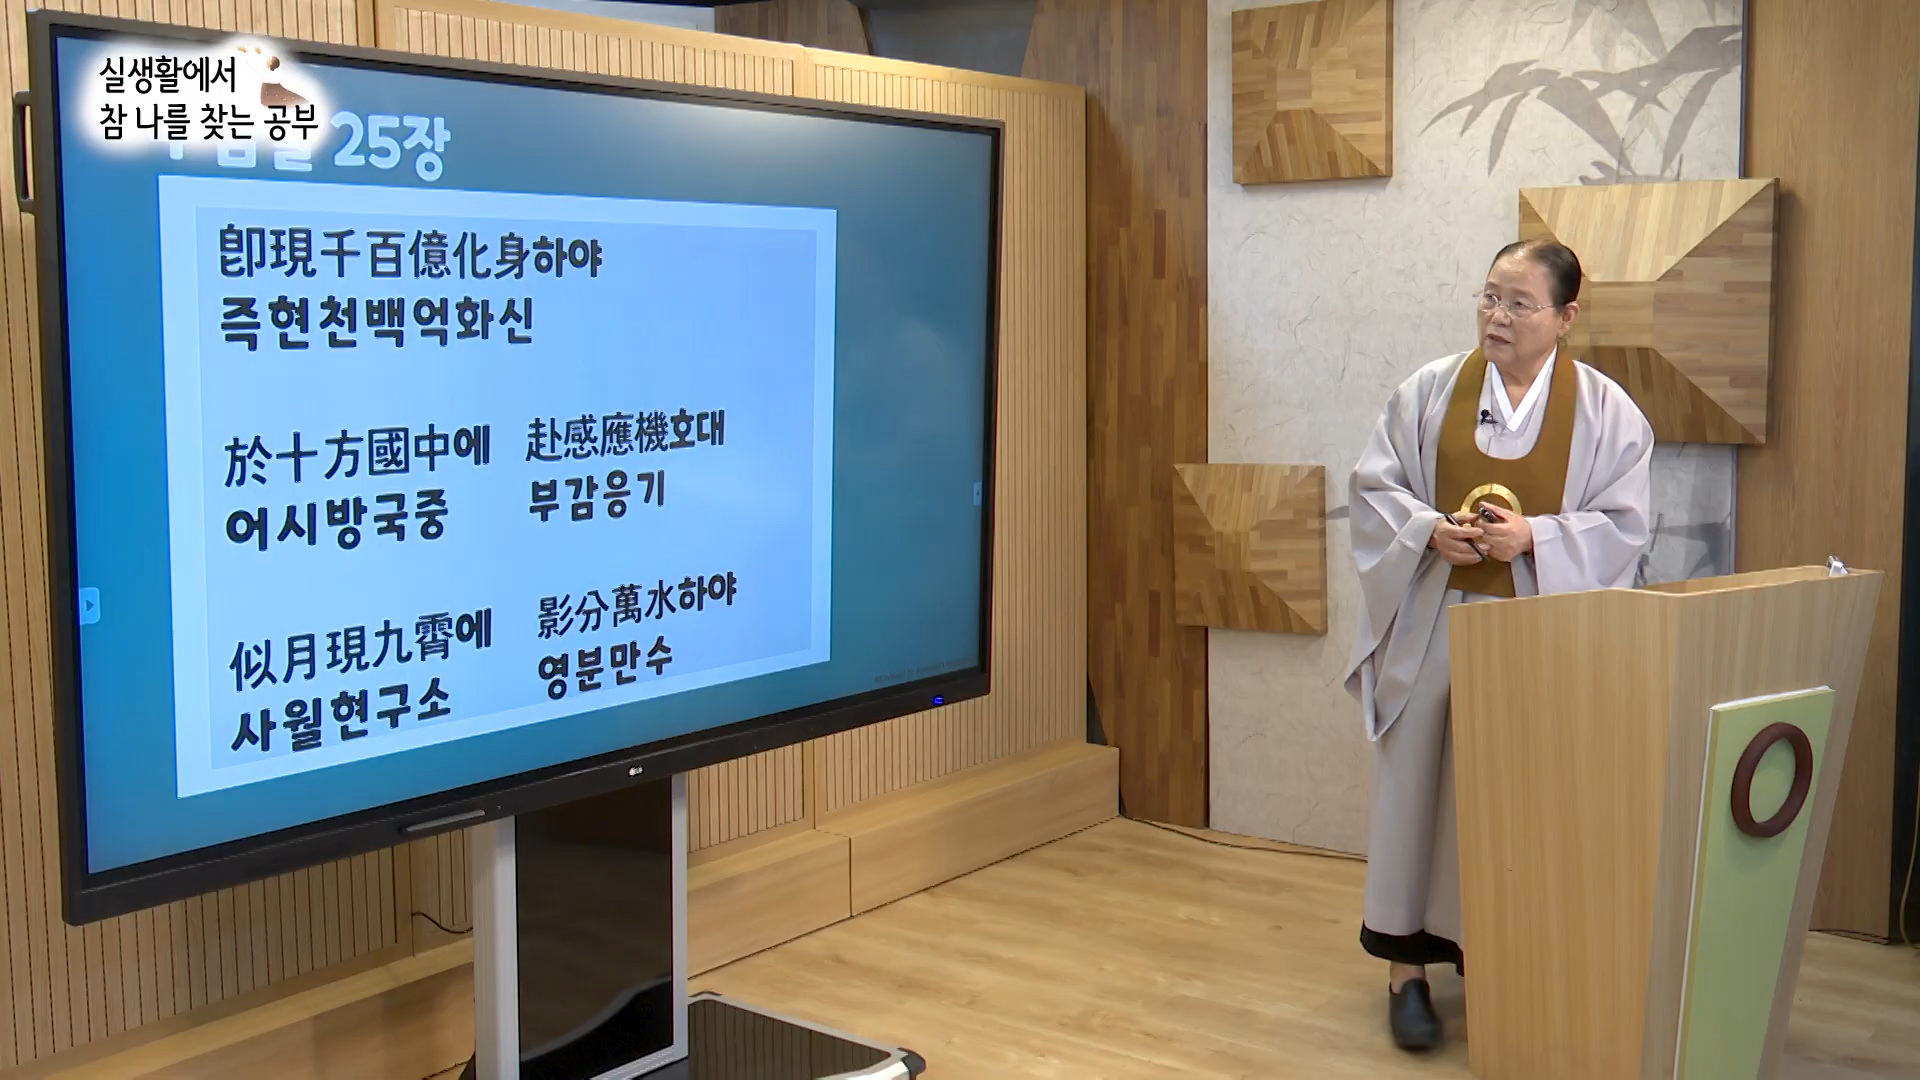 실생활에서
참 나를 찾는 공부
25장
卽現千百億化身하야
즉현천백억화신
於十方國中에 赴感應機호대
어시방국중 부감응기
似月現九霄에 影分萬水하야
사월현구소 영분만수
LG